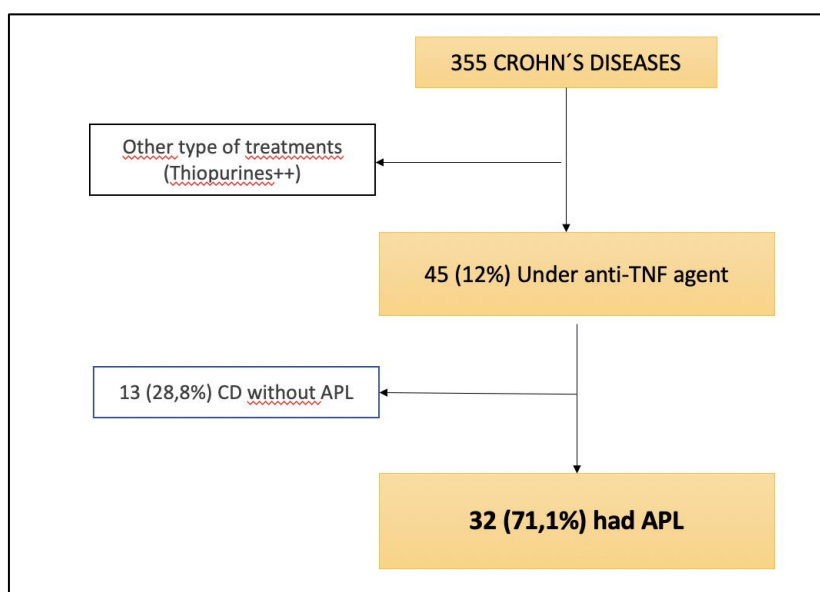 355 CROHN´S DISEASES
Other type of treatments
(Thiopurines++)
45 (12%) Under anti-TNF agent
13 (28,8%) CD without APL
32 (71,1%) had APL